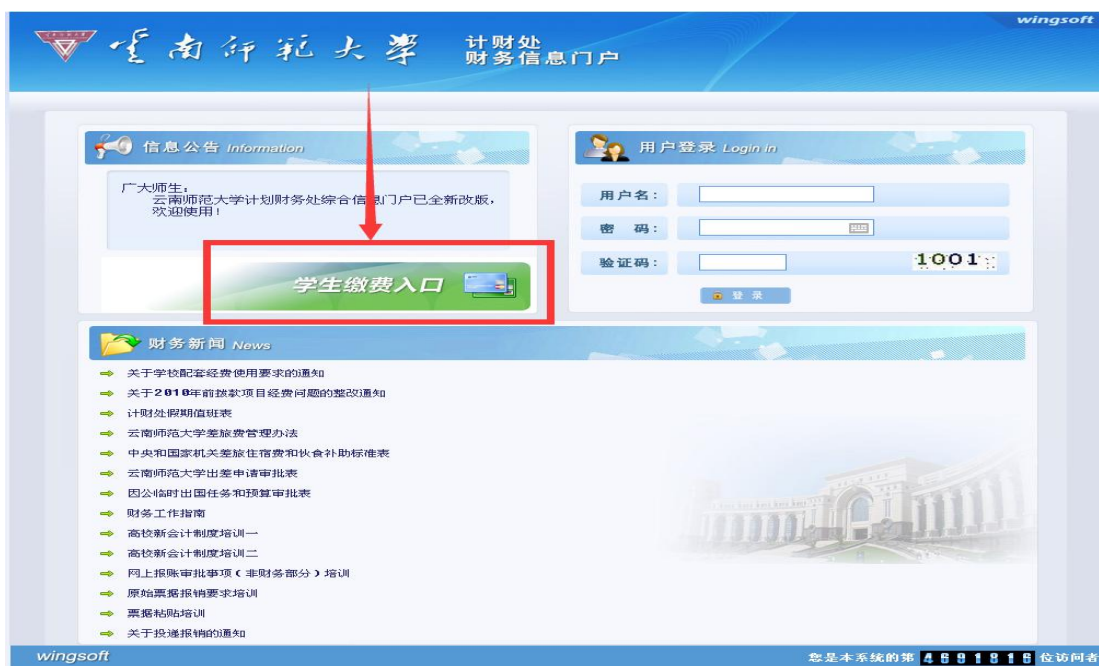 wingsoft
雲南師範大學
计财处
财务信息门户
信息公告 Information
广大师生：
云南师范大学计划财务处综合信息门户已全新改版，
欢迎使用！
学生缴费入口
用户登录 Login in
用户名：
密 码：
验证码：
1001
登 录
财务新闻 News
关于学校配套经费使用要求的通知
关于2010年前拨款项目经费问题的整改通知
计财处假期值班表
云南师范大学差旅费管理办法
中央和国家机关差旅住宿费和伙食补助标准表
云南师范大学出差申请审批表
因公临时出国任务和预算审批表
财务工作指南
高校新会计制度培训一
高校新会计制度培训二
网上报账审批事项（非财务部分）培训
原始票据报销要求培训
票据粘贴培训
关于投递报销的通知
wingsoft
您是本系统的第 4691816 位访问者